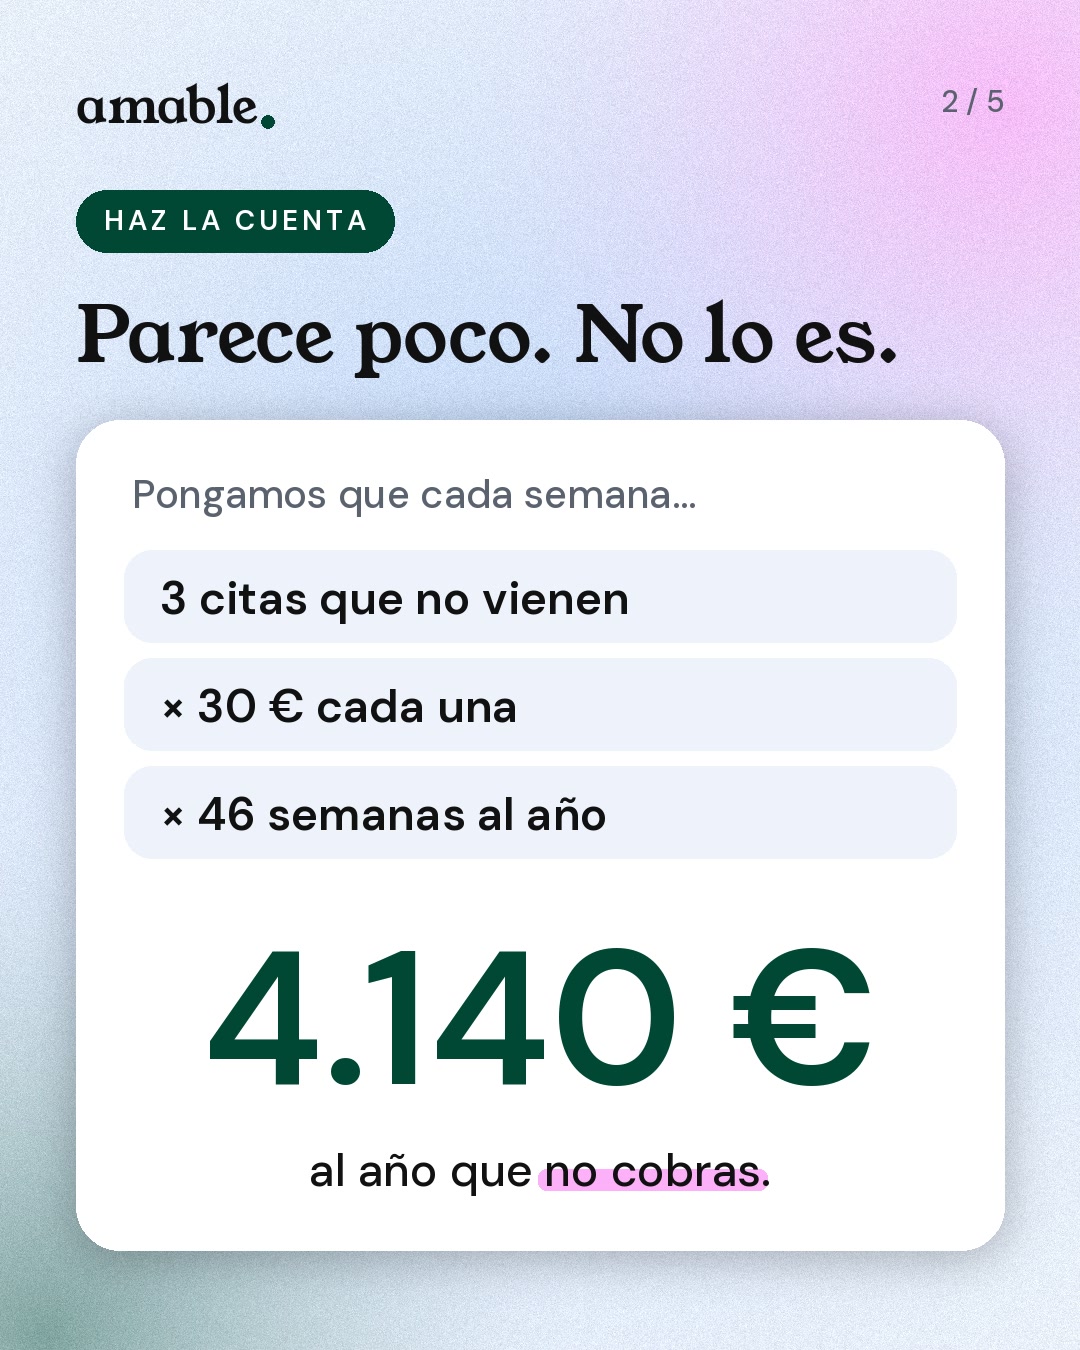 amable.
2 / 5
HAZ LA CUENTA
Parece poco. No lo es.
Pongamos que cada semana...
3 citas que no vienen
× 30 € cada una
× 46 semanas al año
4.140 €
al año que no cobras.